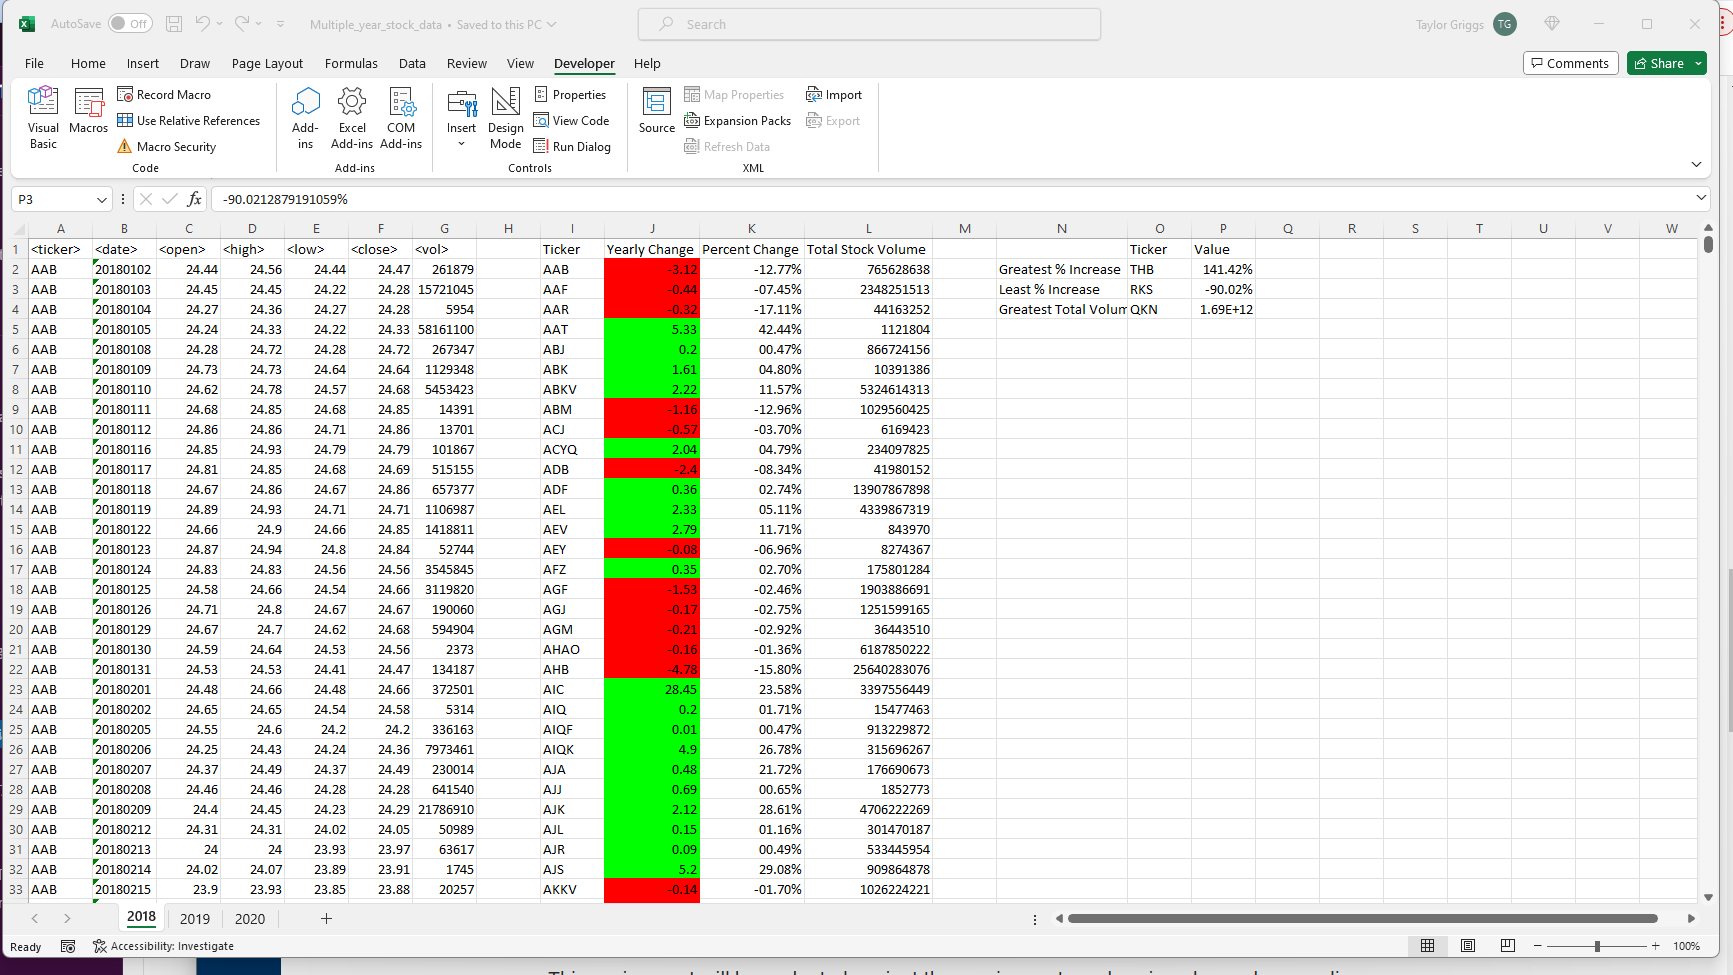 AutoSave Off Multiple_year_stock_data • Saved to this PC Search Taylor Griggs TG
File Home Insert Draw Page Layout Formulas Data Review View Developer Help Comments Share
Visual Basic
Macros
Record Macro
Use Relative References
Macro Security
Code
Add-ins
Excel Add-ins
COM Add-ins
Add-ins
Insert
Design Mode
Properties
View Code
Run Dialog
Controls
Source
Map Properties
Expansion Packs
Refresh Data
Import
Export
XML
P3 fx -90.0212879191059%
A B C D E F G H I J K L M N O P Q R S T U V W
1 <ticker> <date> <open> <high> <low> <close> <vol> Ticker Yearly Change Percent Change Total Stock Volume Ticker Value
2 AAB 20180102 24.44 24.56 24.44 24.47 261879 AAB -3.12 -12.77% 765628638 Greatest % Increase THB 141.42%
3 AAB 20180103 24.45 24.45 24.22 24.28 15721045 AAF -0.44 -07.45% 2348251513 Least % Increase RKS -90.02%
4 AAB 20180104 24.27 24.36 24.27 24.28 5954 AAR -0.32 -17.11% 44163252 Greatest Total Volum QKN 1.69E+12
5 AAB 20180105 24.24 24.33 24.22 24.33 58161100 AAT 5.33 42.44% 1121804
6 AAB 20180108 24.28 24.72 24.28 24.72 267347 ABJ 0.2 00.47% 866724156
7 AAB 20180109 24.73 24.73 24.64 24.64 1129348 ABK 1.61 04.80% 10391386
8 AAB 20180110 24.62 24.78 24.57 24.68 5453423 ABKV 2.22 11.57% 5324614313
9 AAB 20180111 24.68 24.85 24.68 24.85 14391 ABM -1.16 -12.96% 1029560425
10 AAB 20180112 24.86 24.86 24.71 24.86 13701 ACJ -0.57 -03.70% 6169423
11 AAB 20180116 24.85 24.93 24.79 24.79 101867 ACYQ 2.04 04.79% 234097825
12 AAB 20180117 24.81 24.85 24.68 24.69 515155 ADB -2.4 -08.34% 41980152
13 AAB 20180118 24.67 24.86 24.67 24.86 657377 ADF 0.36 02.74% 13907867898
14 AAB 20180119 24.89 24.93 24.71 24.71 1106987 AEL 2.33 05.11% 4339867319
15 AAB 20180122 24.66 24.9 24.66 24.85 1418811 AEV 2.79 11.71% 843970
16 AAB 20180123 24.87 24.94 24.8 24.84 52744 AEY -0.08 -06.96% 8274367
17 AAB 20180124 24.83 24.83 24.56 24.56 3545845 AFZ 0.35 02.70% 175801284
18 AAB 20180125 24.58 24.66 24.54 24.66 3119820 AGF -1.53 -02.46% 1903886691
19 AAB 20180126 24.71 24.8 24.67 24.67 190060 AGJ -0.17 -02.75% 1251599165
20 AAB 20180129 24.67 24.7 24.62 24.68 594904 AGM -0.21 -02.92% 36443510
21 AAB 20180130 24.59 24.64 24.53 24.56 2373 AHAO -0.16 -01.36% 6187850222
22 AAB 20180131 24.53 24.53 24.41 24.47 134187 AHB -4.78 -15.80% 25640283076
23 AAB 20180201 24.48 24.66 24.48 24.66 372501 AIC 28.45 23.58% 3397556449
24 AAB 20180202 24.65 24.65 24.54 24.58 5314 AIQ 0.2 01.71% 15477463
25 AAB 20180205 24.55 24.6 24.2 24.2 336163 AIQF 0.01 00.47% 913229872
26 AAB 20180206 24.25 24.43 24.24 24.36 7973461 AIQK 4.9 26.78% 315696267
27 AAB 20180207 24.37 24.49 24.37 24.49 230014 AJA 0.48 21.72% 176690673
28 AAB 20180208 24.46 24.46 24.28 24.28 641540 AJJ 0.69 00.65% 1852773
29 AAB 20180209 24.4 24.45 24.23 24.29 21786910 AJK 2.12 28.61% 4706222269
30 AAB 20180212 24.31 24.31 24.02 24.05 50989 AJL 0.15 01.16% 301470187
31 AAB 20180213 24 24 23.93 23.97 63617 AJR 0.09 00.49% 533445954
32 AAB 20180214 24.02 24.07 23.89 23.91 1745 AJS 5.2 29.08% 909864878
33 AAB 20180215 23.9 23.93 23.85 23.88 20257 AKKV -0.14 -01.70% 1026224221
2018 2019 2020
Ready Accessibility: Investigate 100%